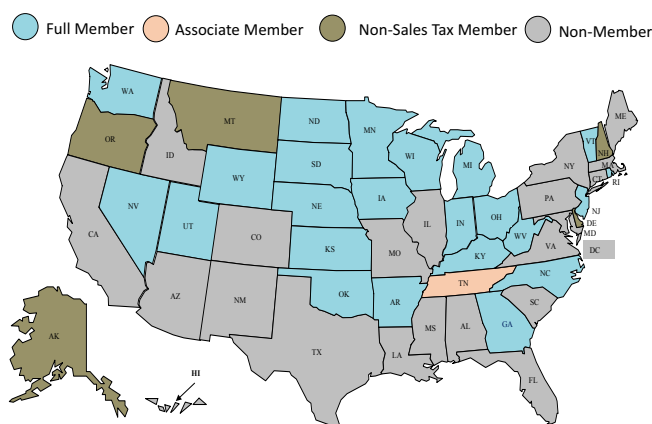 Full Member
Associate Member
Non-Sales Tax Member
Non-Member
WA
MT
ND
MN
ME
OR
ID
SD
WI
MI
VT
NH
NY
MA
CT
RI
WY
NE
IA
PA
NJ
NV
UT
CO
KS
MO
IL
IN
OH
WV
VA
DE
MD
DC
CA
KY
NC
AZ
NM
OK
AR
TN
SC
MS
AL
GA
TX
LA
FL
AK
HI